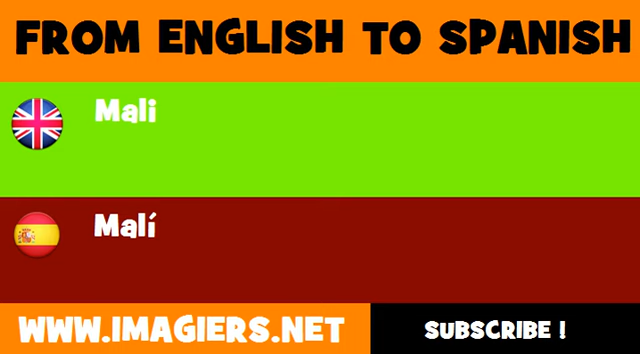 FROM ENGLISH TO SPANISH
Mali
Malí
WWW.IMAGIERS.NET
SUBSCRIBE !